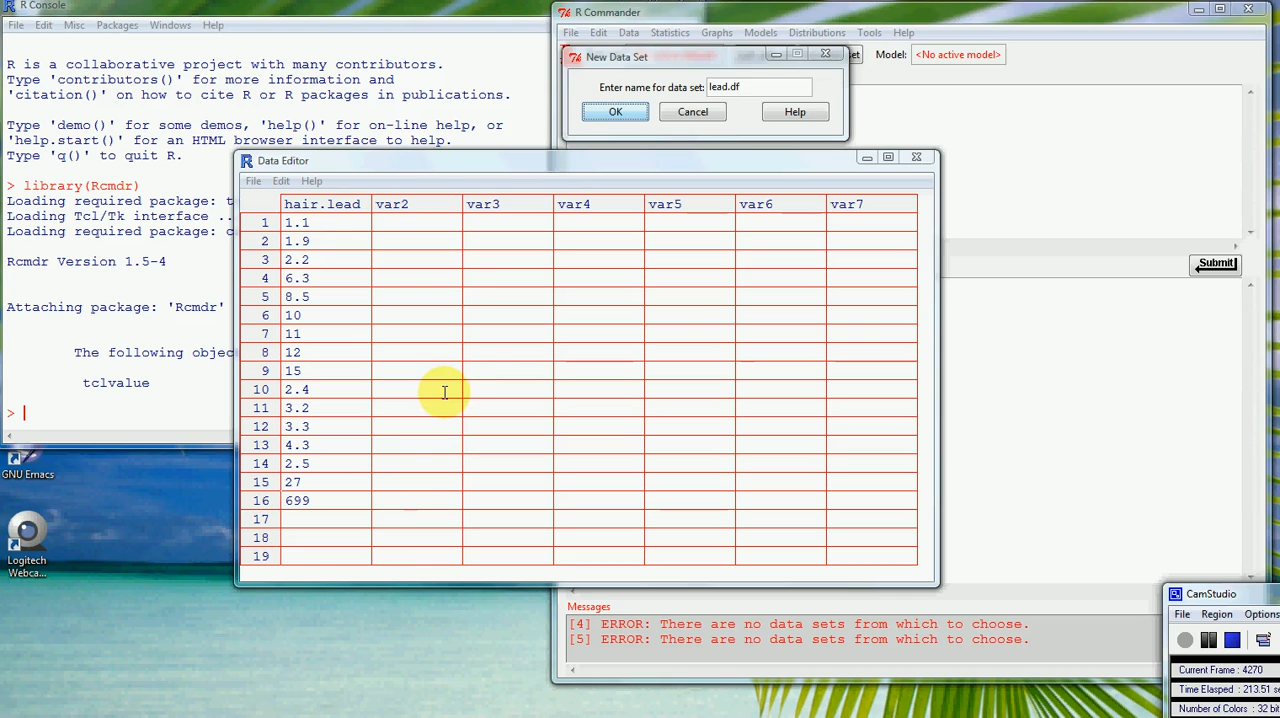 R Console
File Edit Misc Packages Windows Help
R is a collaborative project with many contributors.
Type 'contributors()' for more information and
'citation()' on how to cite R or R packages in publications.
Type 'demo()' for some demos, 'help()' for on-line help, or
'help.start()' for an HTML browser interface to help.
Type 'q()' to quit R.
> library(Rcmdr)
Loading required package: t
Loading Tcl/Tk interface ..
Loading required package: c
Rcmdr Version 1.5-4
Attaching package: 'Rcmdr'
The following objec
tclvalue
>
GNU Emacs
Logitech
Webca...
R Commander
File Edit Data Statistics Graphs Models Distributions Tools Help
Model: <No active model>
New Data Set
Enter name for data set: lead.df
OK Cancel Help
Submit
Data Editor
File Edit Help
hair.lead var2 var3 var4 var5 var6 var7
1 1.1
2 1.9
3 2.2
4 6.3
5 8.5
6 10
7 11
8 12
9 15
10 2.4
11 3.2
12 3.3
13 4.3
14 2.5
15 27
16 699
17
18
19
Messages
[4] ERROR: There are no data sets from which to choose.
[5] ERROR: There are no data sets from which to choose.
CamStudio
File Region Options
Current Frame : 4270
Time Elasped : 213.51 se
Number of Colors : 32 bit